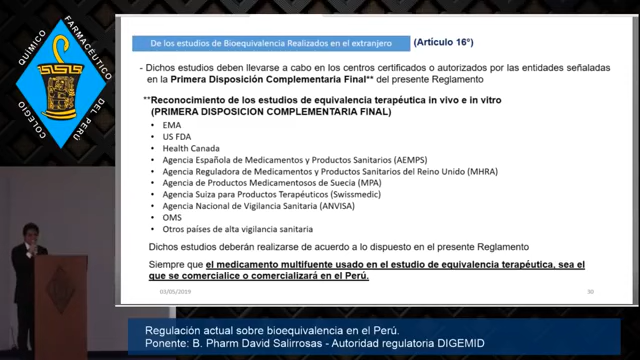 COLEGIO
QUÍMICO
FARMACÉUTICO
DEL PERÚ
De los estudios de Bioequivalencia Realizados en el extranjero
(Articulo 16°)
- Dichos estudios deben llevarse a cabo en los centros certificados o autorizados por las entidades señaladas
en la Primera Disposición Complementaria Final** del presente Reglamento
**Reconocimiento de los estudios de equivalencia terapéutica in vivo e in vitro
(PRIMERA DISPOSICION COMPLEMENTARIA FINAL)
• EMA
• US FDA
• Health Canada
• Agencia Española de Medicamentos y Productos Sanitarios (AEMPS)
• Agencia Reguladora de Medicamentos y Productos Sanitarios del Reino Unido (MHRA)
• Agencia de Productos Medicamentosos de Suecia (MPA)
• Agencia Suiza para Productos Terapéuticos (Swissmedic)
• Agencia Nacional de Vigilancia Sanitaria (ANVISA)
• OMS
• Otros países de alta vigilancia sanitaria
Dichos estudios deberán realizarse de acuerdo a lo dispuesto en el presente Reglamento
Siempre que el medicamento multifuente usado en el estudio de equivalencia terapéutica, sea el
que se comercialice o comercializará en el Perú.
03/05/2019
30
Regulación actual sobre bioequivalencia en el Perú.
Ponente: B. Pharm David Salirrosas - Autoridad regulatoria DIGEMID